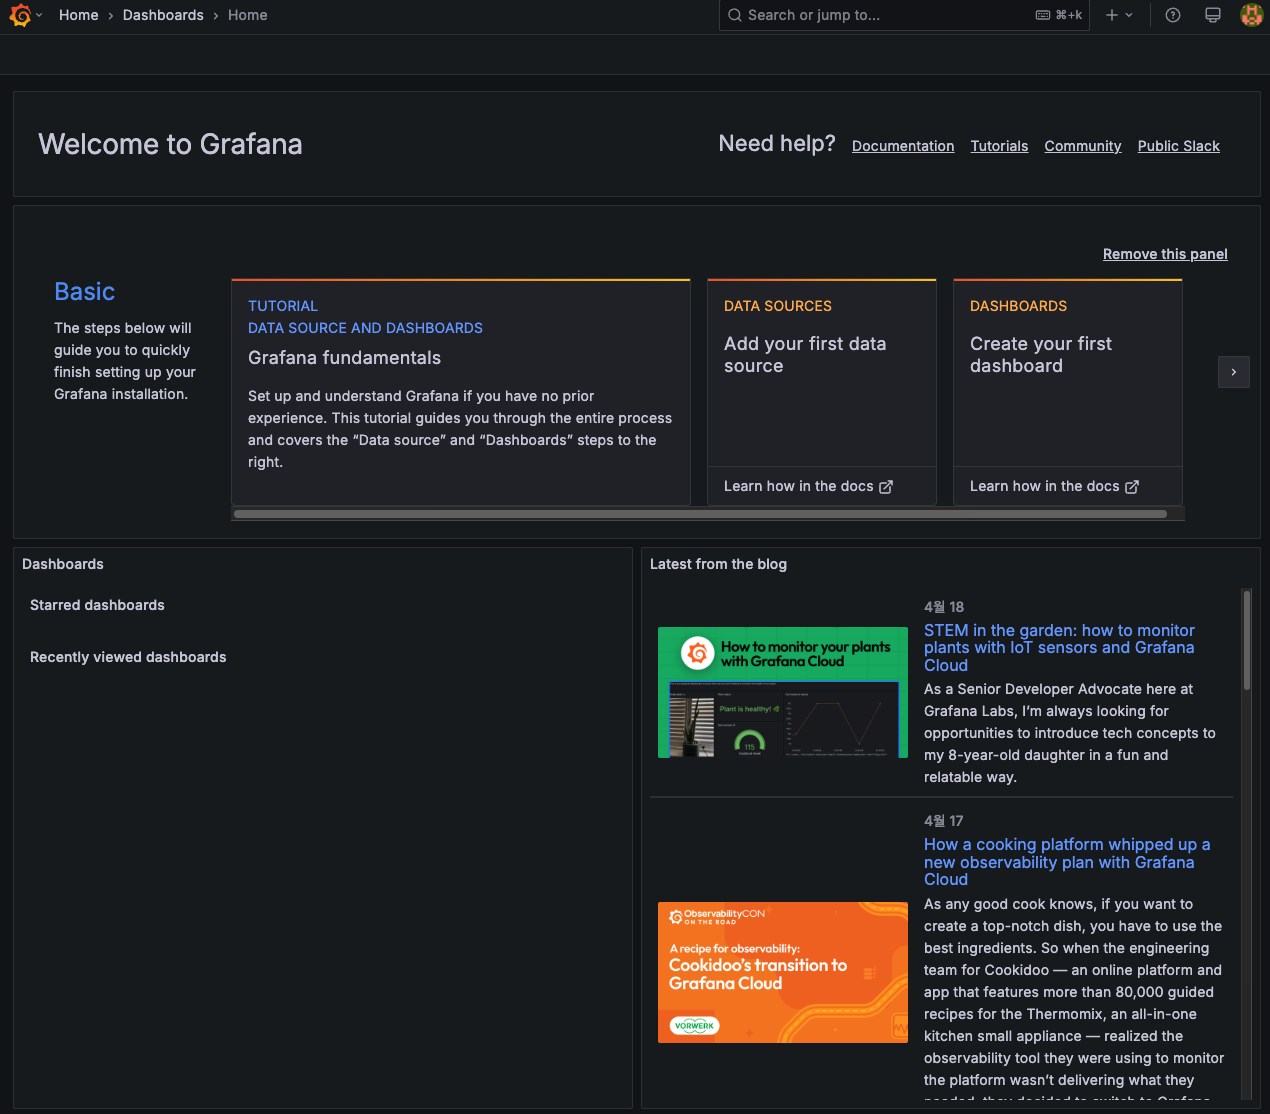 Home › Dashboards › Home
Search or jump to...
⌘+k
Welcome to Grafana
Need help?
Documentation
Tutorials
Community
Public Slack
Remove this panel
Basic
The steps below will
guide you to quickly
finish setting up your
Grafana installation.
TUTORIAL
DATA SOURCE AND DASHBOARDS
Grafana fundamentals
Set up and understand Grafana if you have no prior
experience. This tutorial guides you through the entire process
and covers the “Data source” and “Dashboards” steps to the
right.
DATA SOURCES
Add your first data
source
Learn how in the docs
DASHBOARDS
Create your first
dashboard
Learn how in the docs
Dashboards
Starred dashboards
Recently viewed dashboards
Latest from the blog
How to monitor your plants
with Grafana Cloud
Plant is healthy!
115
4월 18
STEM in the garden: how to monitor
plants with IoT sensors and Grafana
Cloud
As a Senior Developer Advocate here at
Grafana Labs, I’m always looking for
opportunities to introduce tech concepts to
my 8-year-old daughter in a fun and
relatable way.
ObservabilityCON
ON THE ROAD
A recipe for observability:
Cookidoo’s transition to
Grafana Cloud
VORWERK
4월 17
How a cooking platform whipped up a
new observability plan with Grafana
Cloud
As any good cook knows, if you want to
create a top-notch dish, you have to use the
best ingredients. So when the engineering
team for Cookidoo — an online platform and
app that features more than 80,000 guided
recipes for the Thermomix, an all-in-one
kitchen small appliance — realized the
observability tool they were using to monitor
the platform wasn’t delivering what they
needed, they decided to switch to Grafana